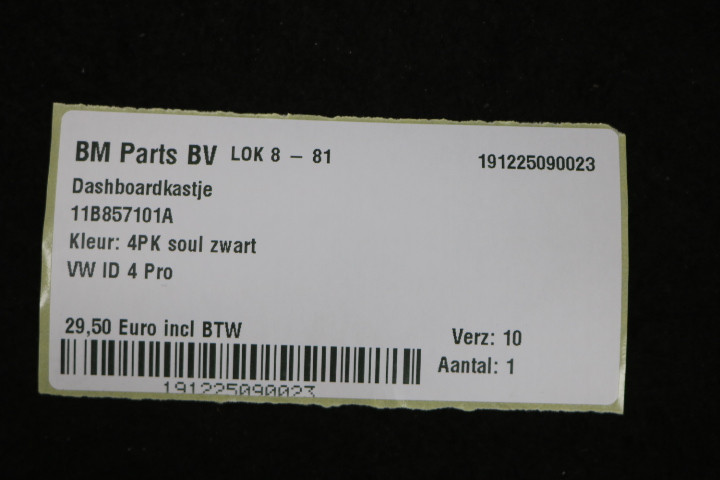 BM Parts BV LOK 8 – 81 191225090023
Dashboardkastje
11B857101A
Kleur: 4PK soul zwart
VW ID 4 Pro
29,50 Euro incl BTW
Verz: 10
Aantal: 1
191225090023